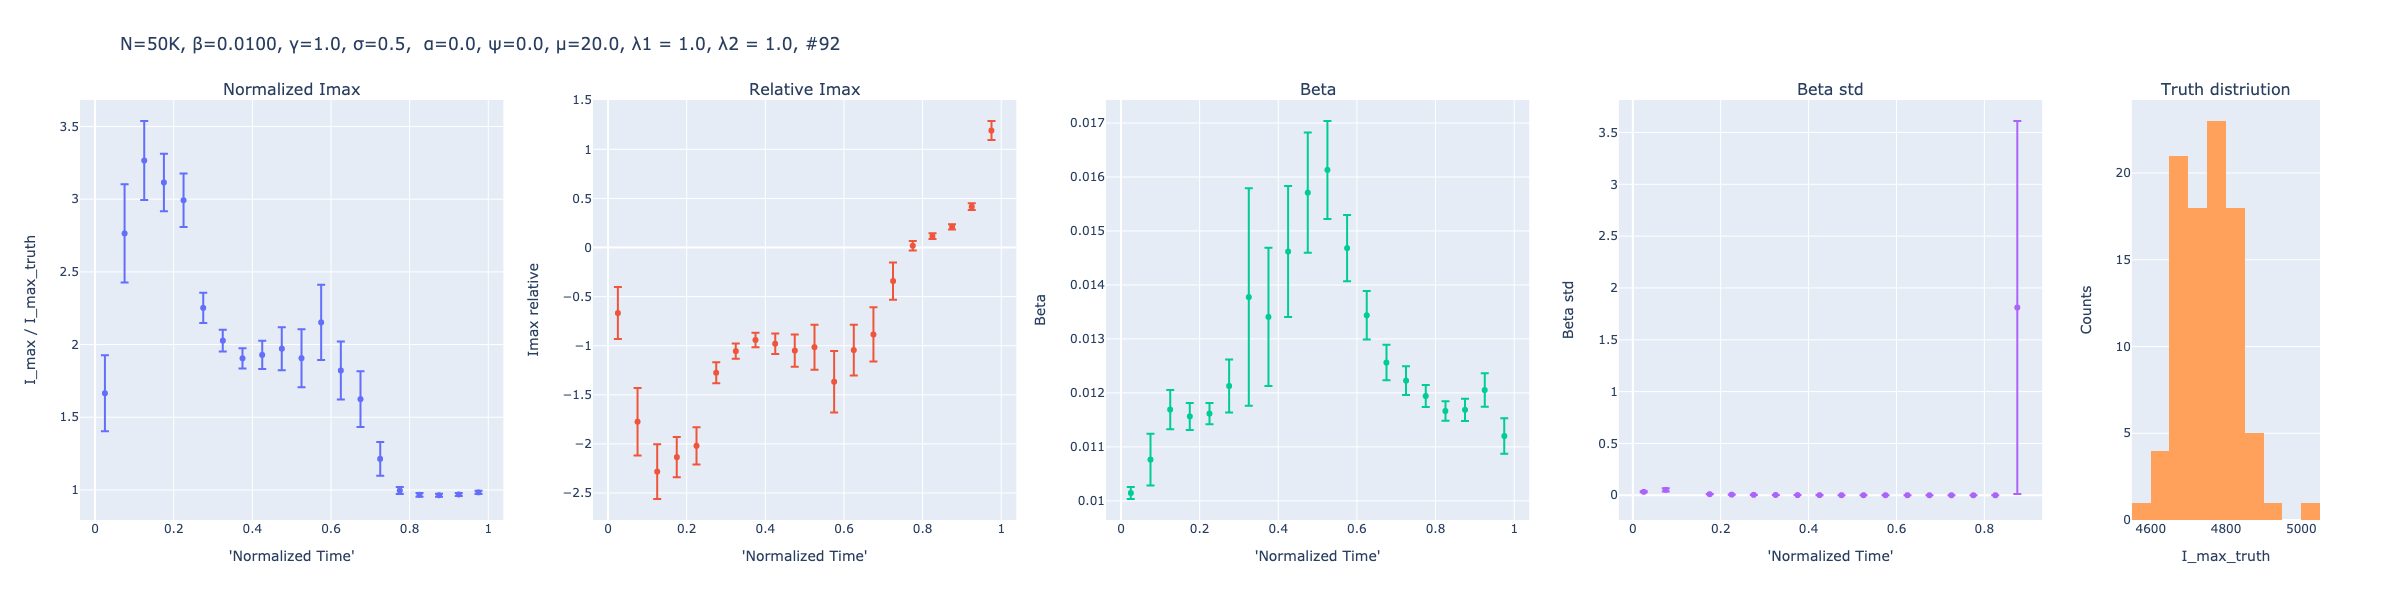 N=50K, β=0.0100, γ=1.0, σ=0.5,  α=0.0, ψ=0.0, μ=20.0, λ1 = 1.0, λ2 = 1.0, #92
Normalized Imax
I_max / I_max_truth
3.5
3
2.5
2
1.5
1
0 0.2 0.4 0.6 0.8 1
'Normalized Time'
Relative Imax
Imax relative
1.5
1
0.5
0
−0.5
−1
−1.5
−2
−2.5
0 0.2 0.4 0.6 0.8 1
'Normalized Time'
Beta
Beta
0.017
0.016
0.015
0.014
0.013
0.012
0.011
0.01
0 0.2 0.4 0.6 0.8 1
'Normalized Time'
Beta std
Beta std
3.5
3
2.5
2
1.5
1
0.5
0
0 0.2 0.4 0.6 0.8
'Normalized Time'
Truth distriution
Counts
20
15
10
5
0
4600 4800 5000
I_max_truth